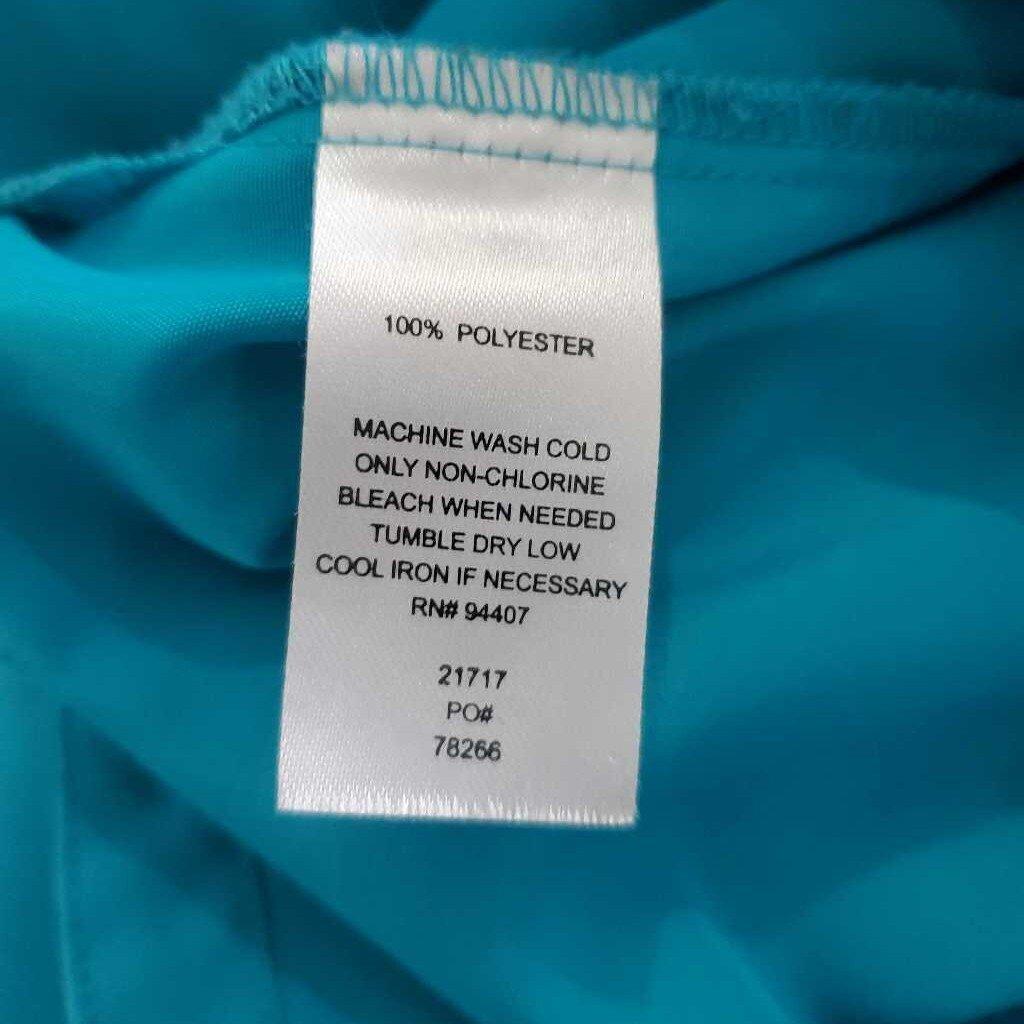 100% POLYESTER
MACHINE WASH COLD
ONLY NON-CHLORINE
BLEACH WHEN NEEDED
TUMBLE DRY LOW
COOL IRON IF NECESSARY
RN# 94407
21717
PO#
78266